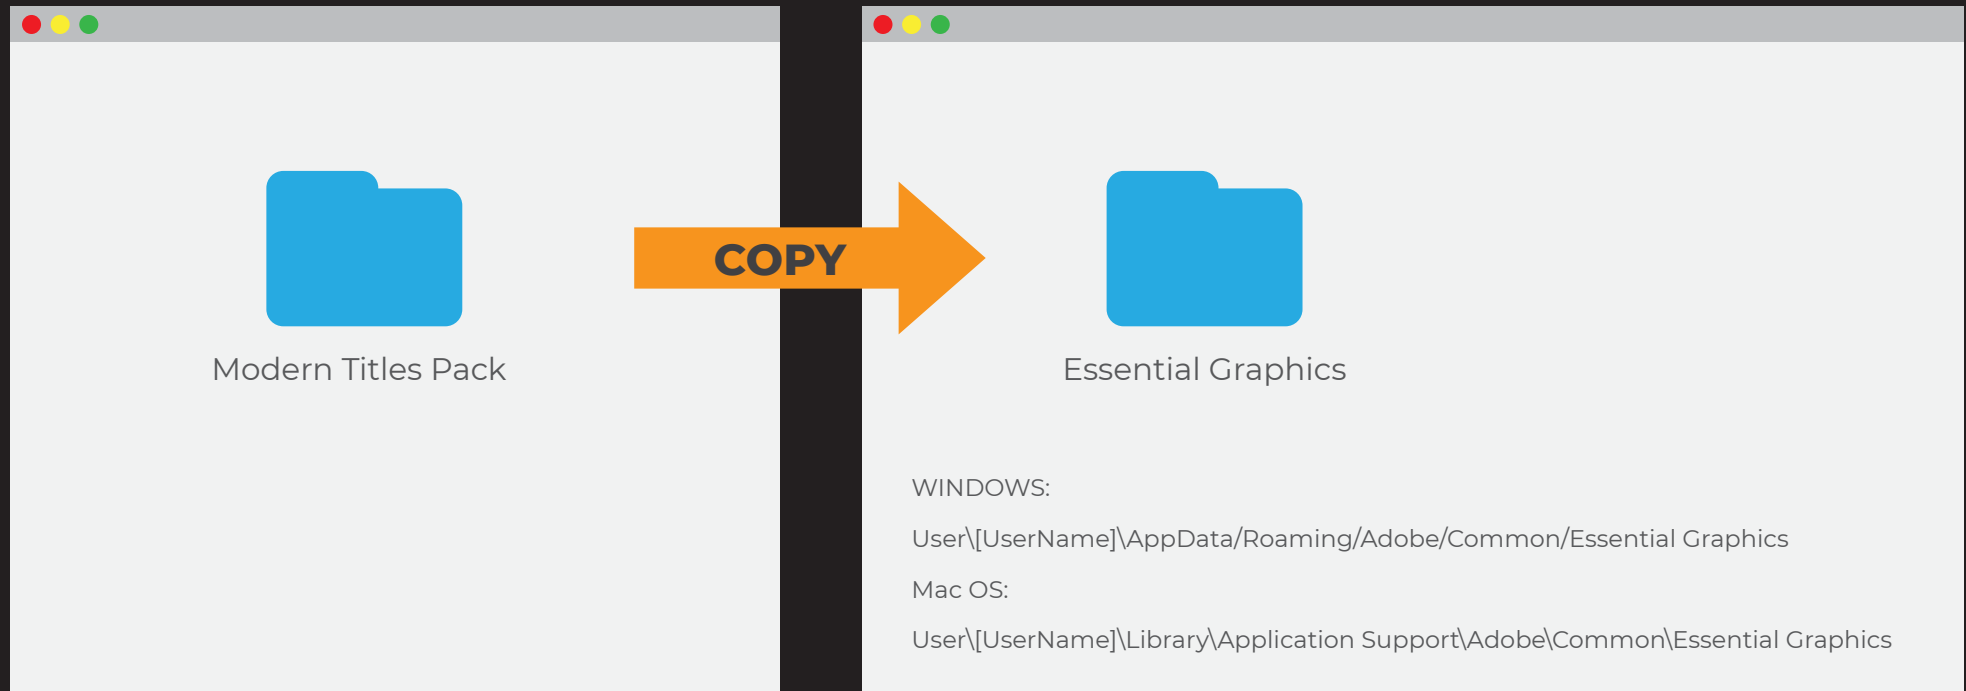 Modern Titles Pack
COPY
Essential Graphics
WINDOWS:
User\[UserName]\AppData/Roaming/Adobe/Common/Essential Graphics
Mac OS:
User\[UserName]\Library\Application Support\Adobe\Common\Essential Graphics